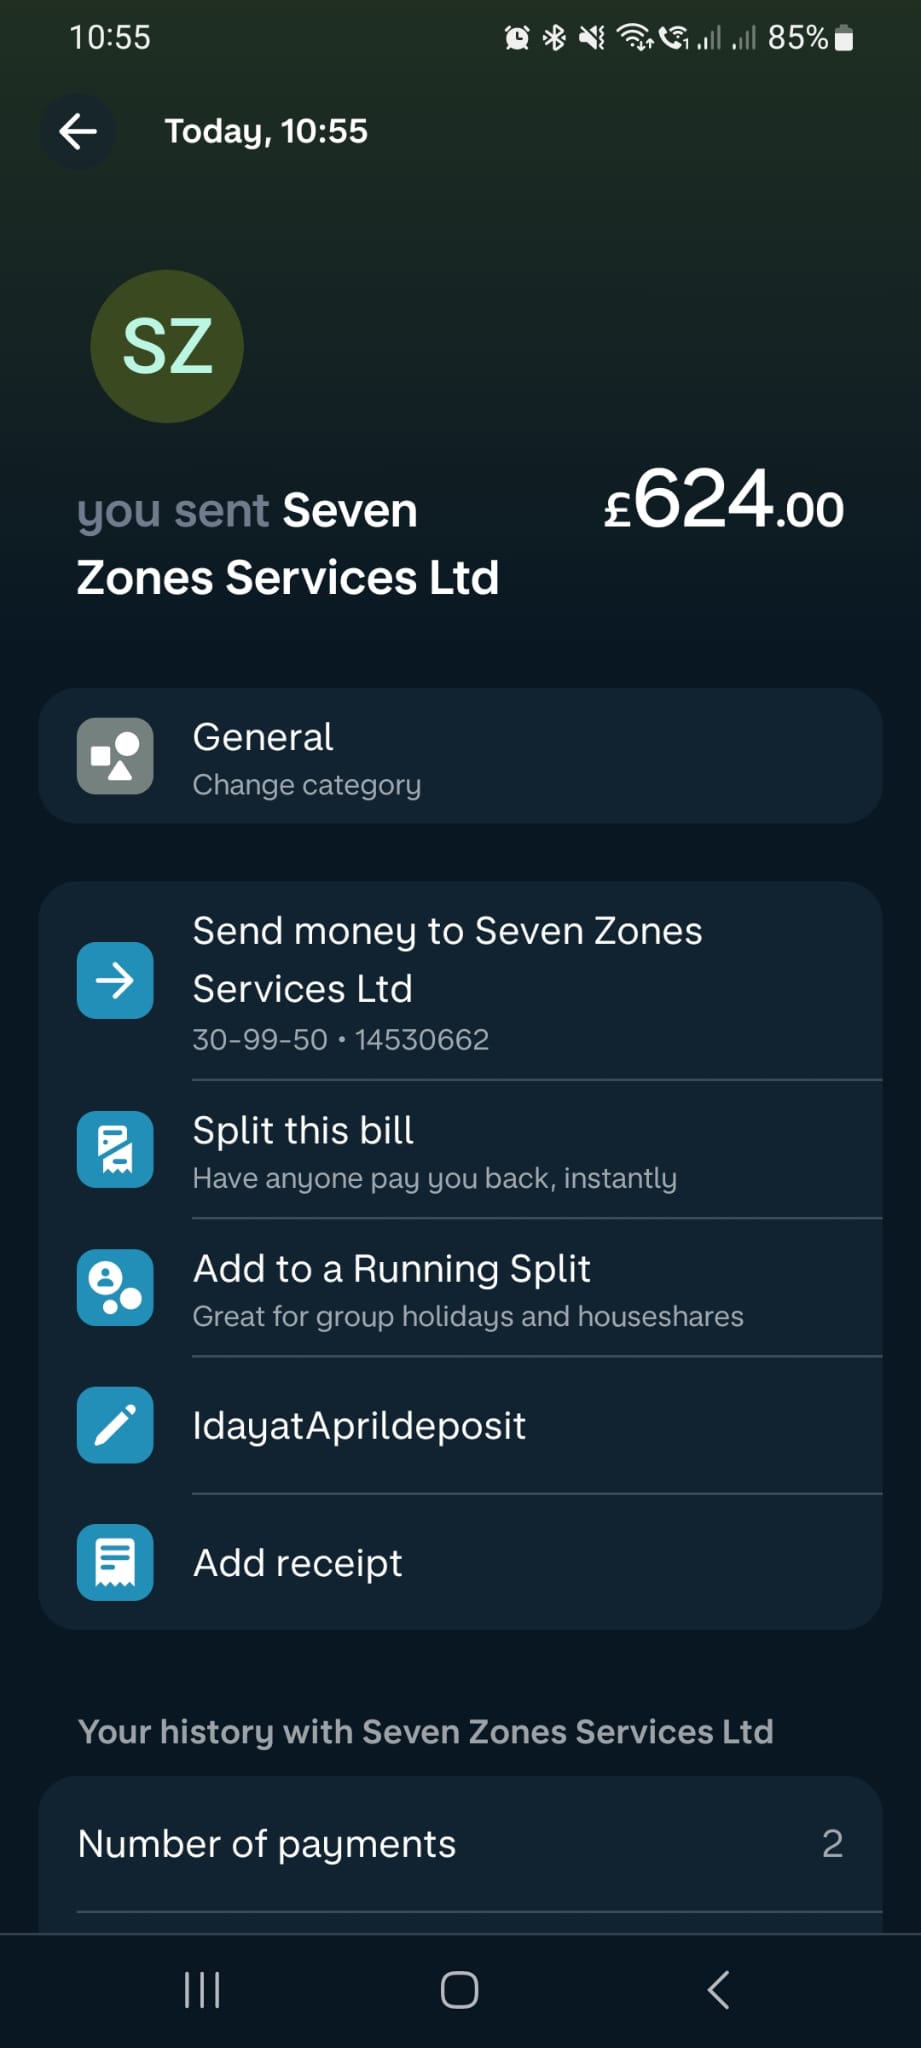 10:55
85%
Today, 10:55
SZ
you sent Seven
Zones Services Ltd
£624.00
General
Change category
Send money to Seven Zones
Services Ltd
30-99-50 • 14530662
Split this bill
Have anyone pay you back, instantly
Add to a Running Split
Great for group holidays and houseshares
IdayatAprildeposit
Add receipt
Your history with Seven Zones Services Ltd
Number of payments
2